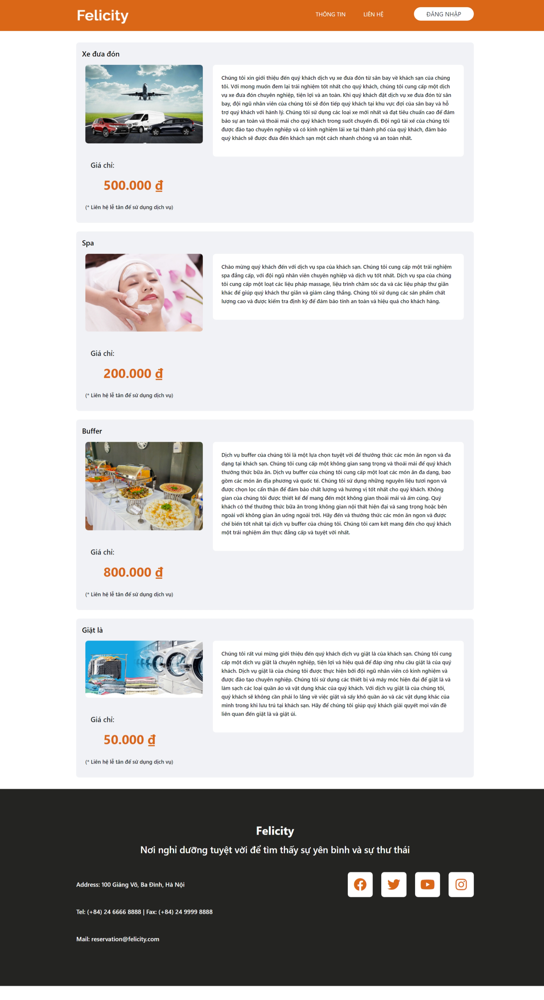 Felicity
THÔNG TIN
LIÊN HỆ
ĐĂNG NHẬP
Xe đưa đón
Chúng tôi xin giới thiệu đến quý khách dịch vụ xe đưa đón từ sân bay về khách sạn của chúng
tôi. Với mong muốn đem lại trải nghiệm tốt nhất cho quý khách, chúng tôi cung cấp một dịch
vụ xe đưa đón chuyên nghiệp, tiện lợi và an toàn. Khi quý khách đặt dịch vụ xe đưa đón từ sân
bay, đội ngũ nhân viên của chúng tôi sẽ đón tiếp quý khách tại khu vực đợi của sân bay và hỗ
trợ quý khách với hành lý. Chúng tôi sử dụng các loại xe mới nhất và đạt tiêu chuẩn cao để đảm
bảo sự an toàn và thoải mái cho quý khách trong suốt chuyến đi. Đội ngũ tài xế của chúng tôi
được đào tạo chuyên nghiệp và có kinh nghiệm lái xe tại thành phố của quý khách, đảm bảo
quý khách sẽ được đưa đến khách sạn một cách nhanh chóng và an toàn nhất.
Giá chỉ:
500.000 ₫
(* Liên hệ lễ tân để sử dụng dịch vụ)
Spa
Chào mừng quý khách đến với dịch vụ spa của khách sạn. Chúng tôi cung cấp một trải nghiệm
spa đẳng cấp, với đội ngũ nhân viên chuyên nghiệp và dịch vụ tốt nhất. Dịch vụ spa của chúng
tôi cung cấp một loạt các liệu pháp massage, liệu trình chăm sóc da và các liệu pháp thư giãn
khác để giúp quý khách thư giãn và giảm căng thẳng. Chúng tôi sử dụng các sản phẩm chất
lượng cao và được kiểm tra định kỳ để đảm bảo tính an toàn và hiệu quả cho khách hàng.
Giá chỉ:
200.000 ₫
(* Liên hệ lễ tân để sử dụng dịch vụ)
Buffer
Dịch vụ buffer của chúng tôi là một lựa chọn tuyệt vời để thưởng thức các món ăn ngon và đa
dạng tại khách sạn. Chúng tôi cung cấp một không gian sang trọng và thoải mái để quý khách
thưởng thức bữa ăn. Dịch vụ buffer của chúng tôi cung cấp một loạt các món ăn đa dạng, bao
gồm các món ăn địa phương và quốc tế. Chúng tôi sử dụng những nguyên liệu tươi ngon và
được chọn lọc cẩn thận để đảm bảo chất lượng và hương vị tốt nhất cho quý khách. Không
gian của chúng tôi được thiết kế để mang đến một không gian thoải mái và ấm cúng. Quý
khách có thể thưởng thức bữa ăn trong không gian nội thất hiện đại và sang trọng hoặc bên
ngoài với không gian ăn uống ngoài trời. Hãy đến và thưởng thức các món ăn ngon và được
chế biến tốt nhất tại dịch vụ buffer của chúng tôi. Chúng tôi cam kết mang đến cho quý khách
một trải nghiệm ẩm thực đẳng cấp và tuyệt vời nhất.
Giá chỉ:
800.000 ₫
(* Liên hệ lễ tân để sử dụng dịch vụ)
Giặt là
Chúng tôi rất vui mừng giới thiệu đến quý khách dịch vụ giặt là của khách sạn. Chúng tôi cung
cấp một dịch vụ giặt là chuyên nghiệp, tiện lợi và hiệu quả để đáp ứng nhu cầu giặt là của quý
khách. Dịch vụ giặt là của chúng tôi được thực hiện bởi đội ngũ nhân viên có kinh nghiệm và
được đào tạo chuyên nghiệp. Chúng tôi sử dụng các thiết bị và máy móc hiện đại để giặt là và
làm sạch các loại quần áo và vật dụng khác của quý khách. Với dịch vụ giặt là của chúng tôi,
quý khách sẽ không cần phải lo lắng về việc giặt và sấy khô quần áo và các vật dụng khác của
mình trong khi lưu trú tại khách sạn. Hãy để chúng tôi giúp quý khách giải quyết mọi vấn đề
liên quan đến giặt là và giặt ủi.
Giá chỉ:
50.000 ₫
(* Liên hệ lễ tân để sử dụng dịch vụ)
Felicity
Nơi nghỉ dưỡng tuyệt vời để tìm thấy sự yên bình và sự thư thái
Address: 100 Giảng Võ, Ba Đình, Hà Nội
Tel: (+84) 24 6666 8888 | Fax: (+84) 24 9999 8888
Mail: reservation@felicity.com